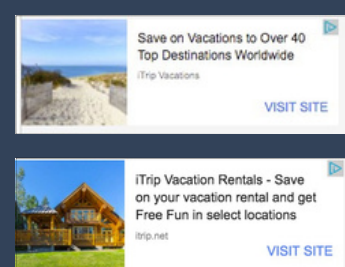 Save on Vacations to Over 40
Top Destinations Worldwide
iTrip Vacations
VISIT SITE
iTrip Vacation Rentals - Save
on your vacation rental and get
Free Fun in select locations
itrip.net
VISIT SITE